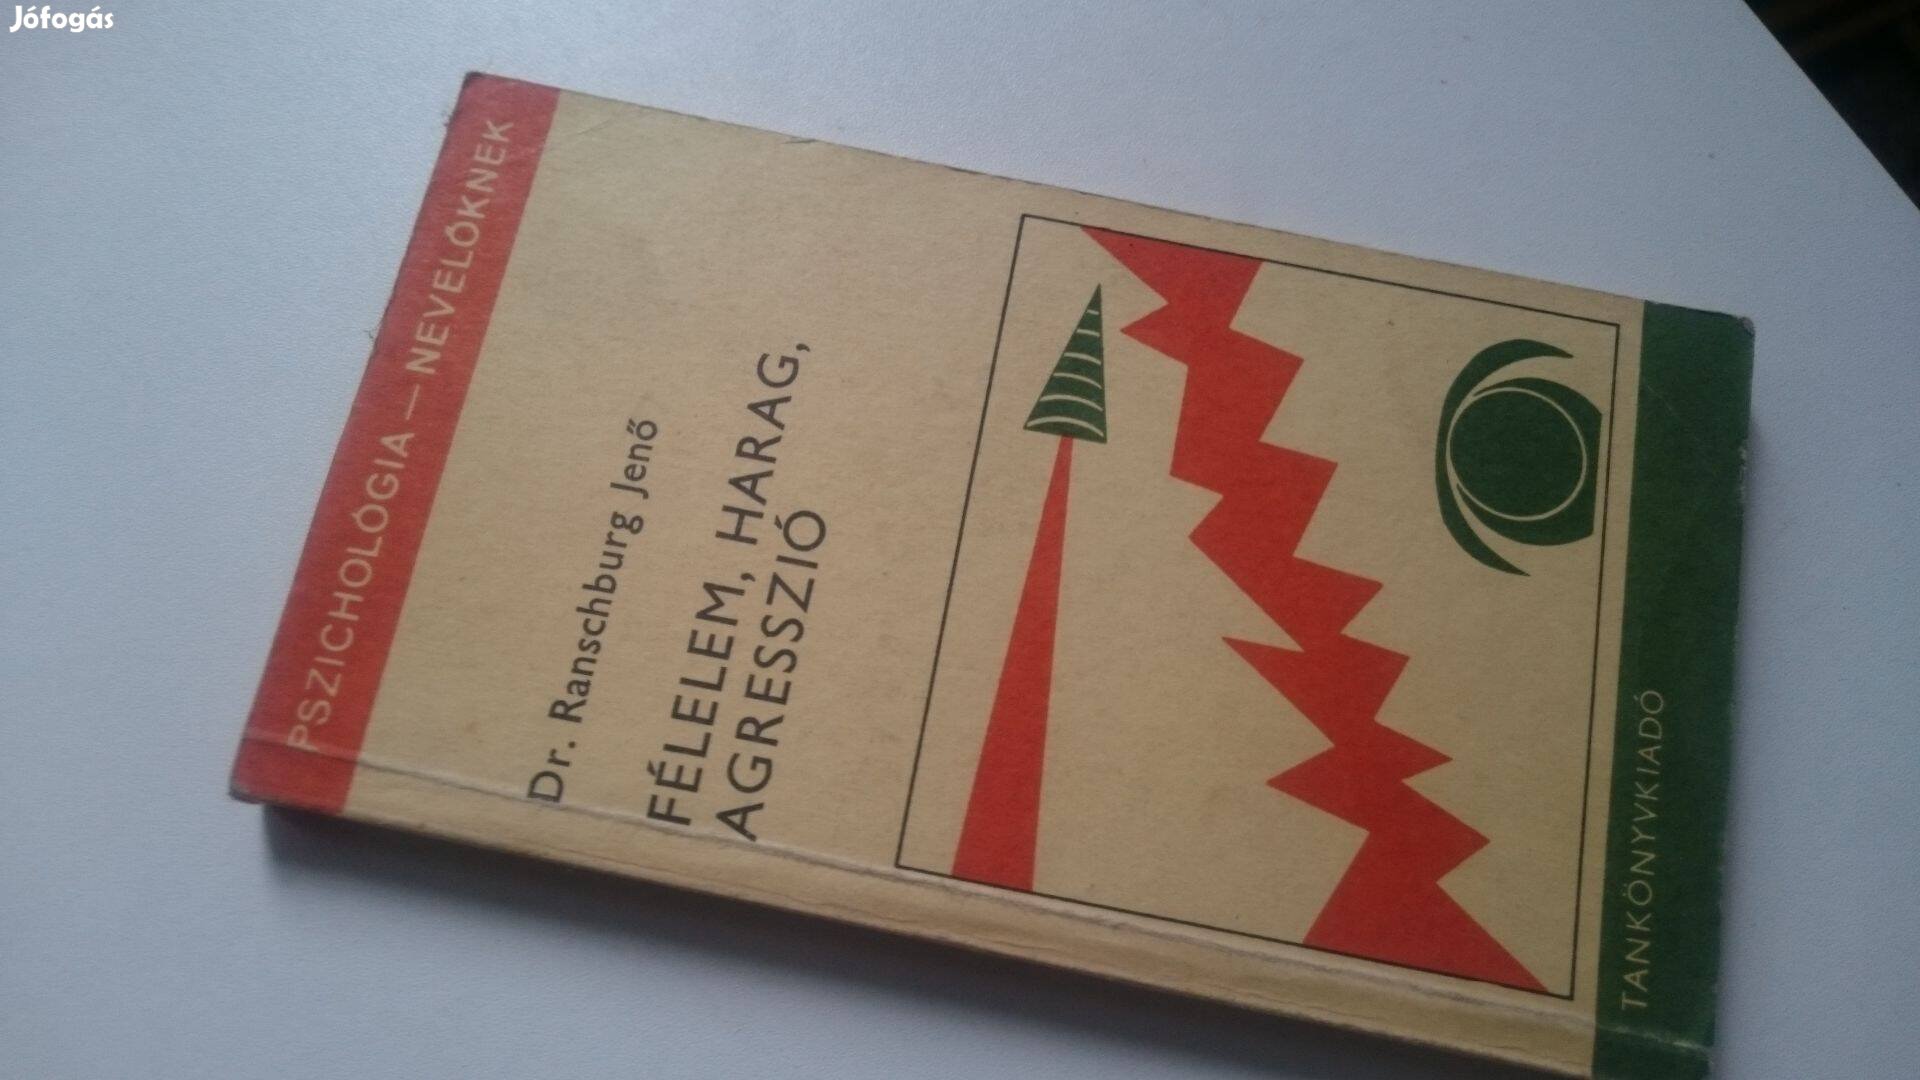 Jófogás
PSZICHOLÓGIA — NEVELŐKNEK
Dr. Ranschburg Jenő
FÉLELEM, HARAG,
AGRESSZIÓ
TANKÖNYVKIADÓ